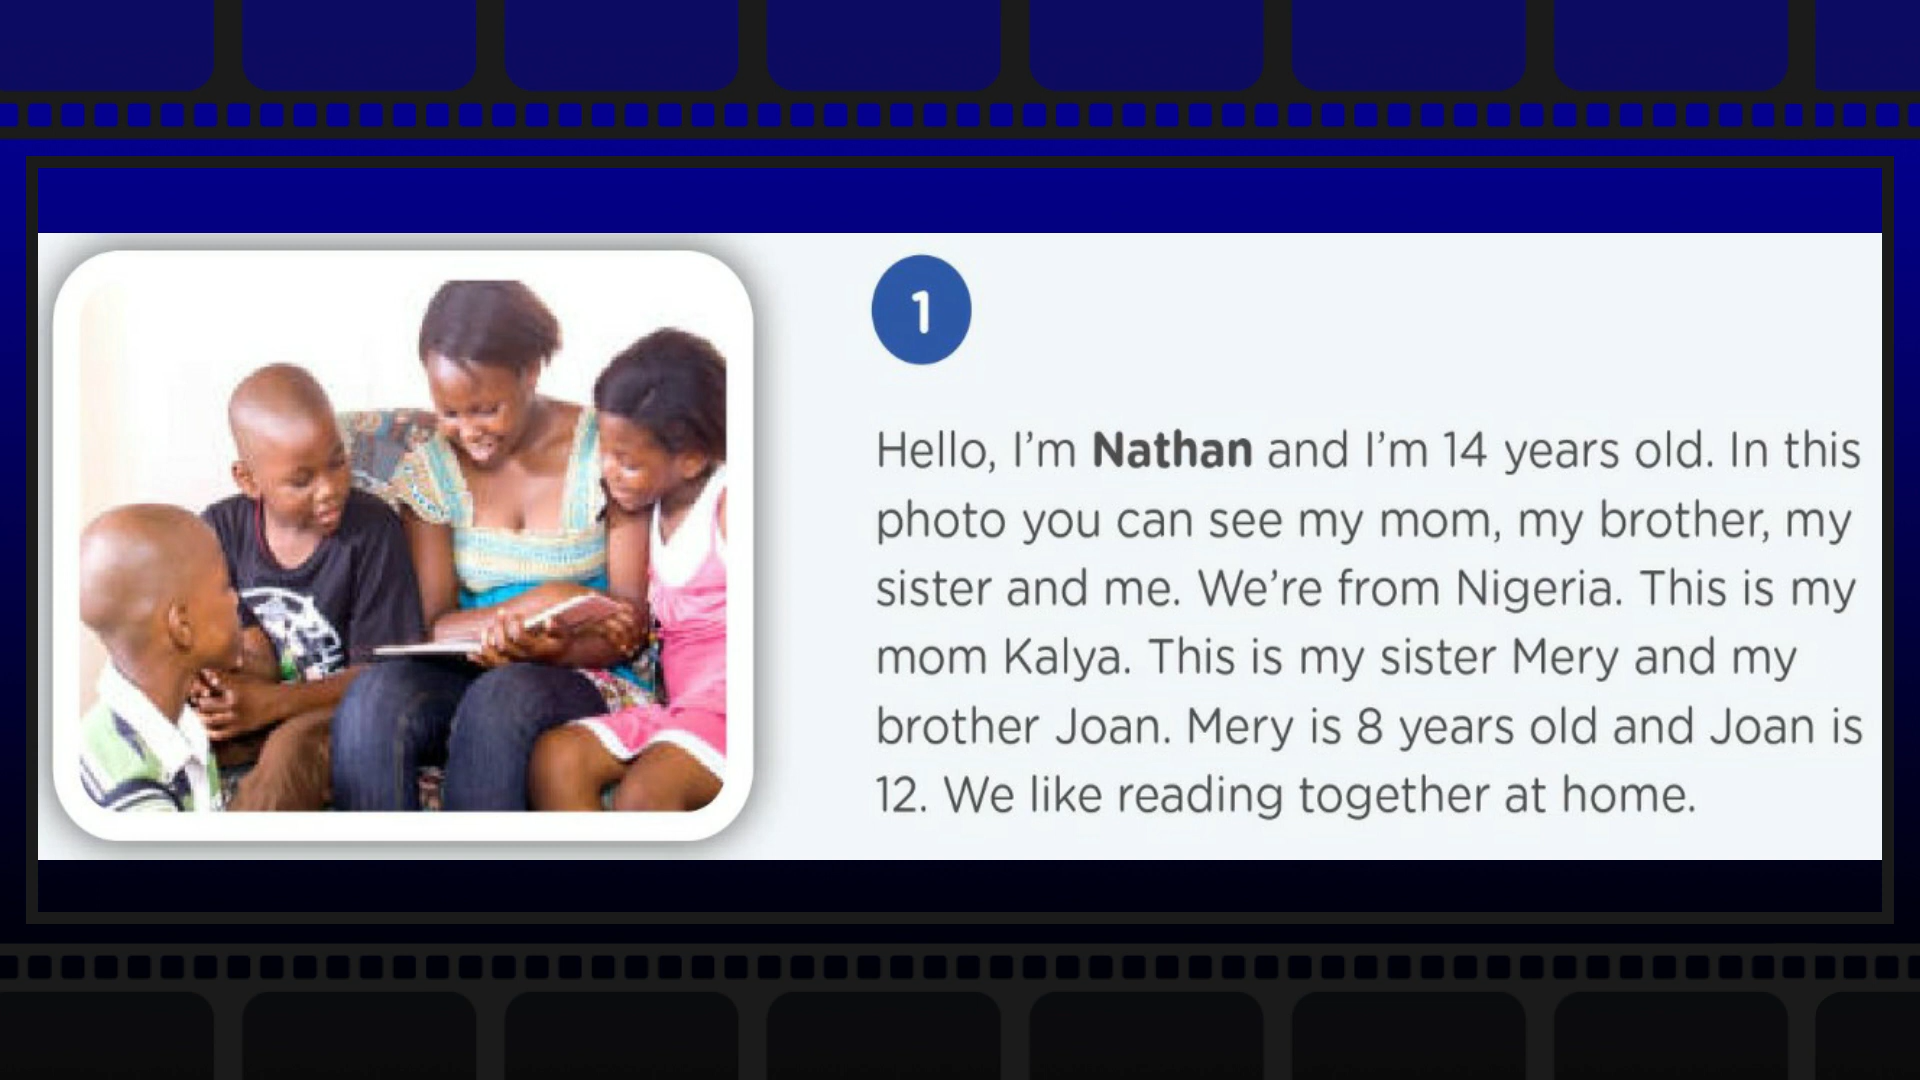 1
Hello, I’m Nathan and I’m 14 years old. In this
photo you can see my mom, my brother, my
sister and me. We’re from Nigeria. This is my
mom Kalya. This is my sister Mery and my
brother Joan. Mery is 8 years old and Joan is
12. We like reading together at home.